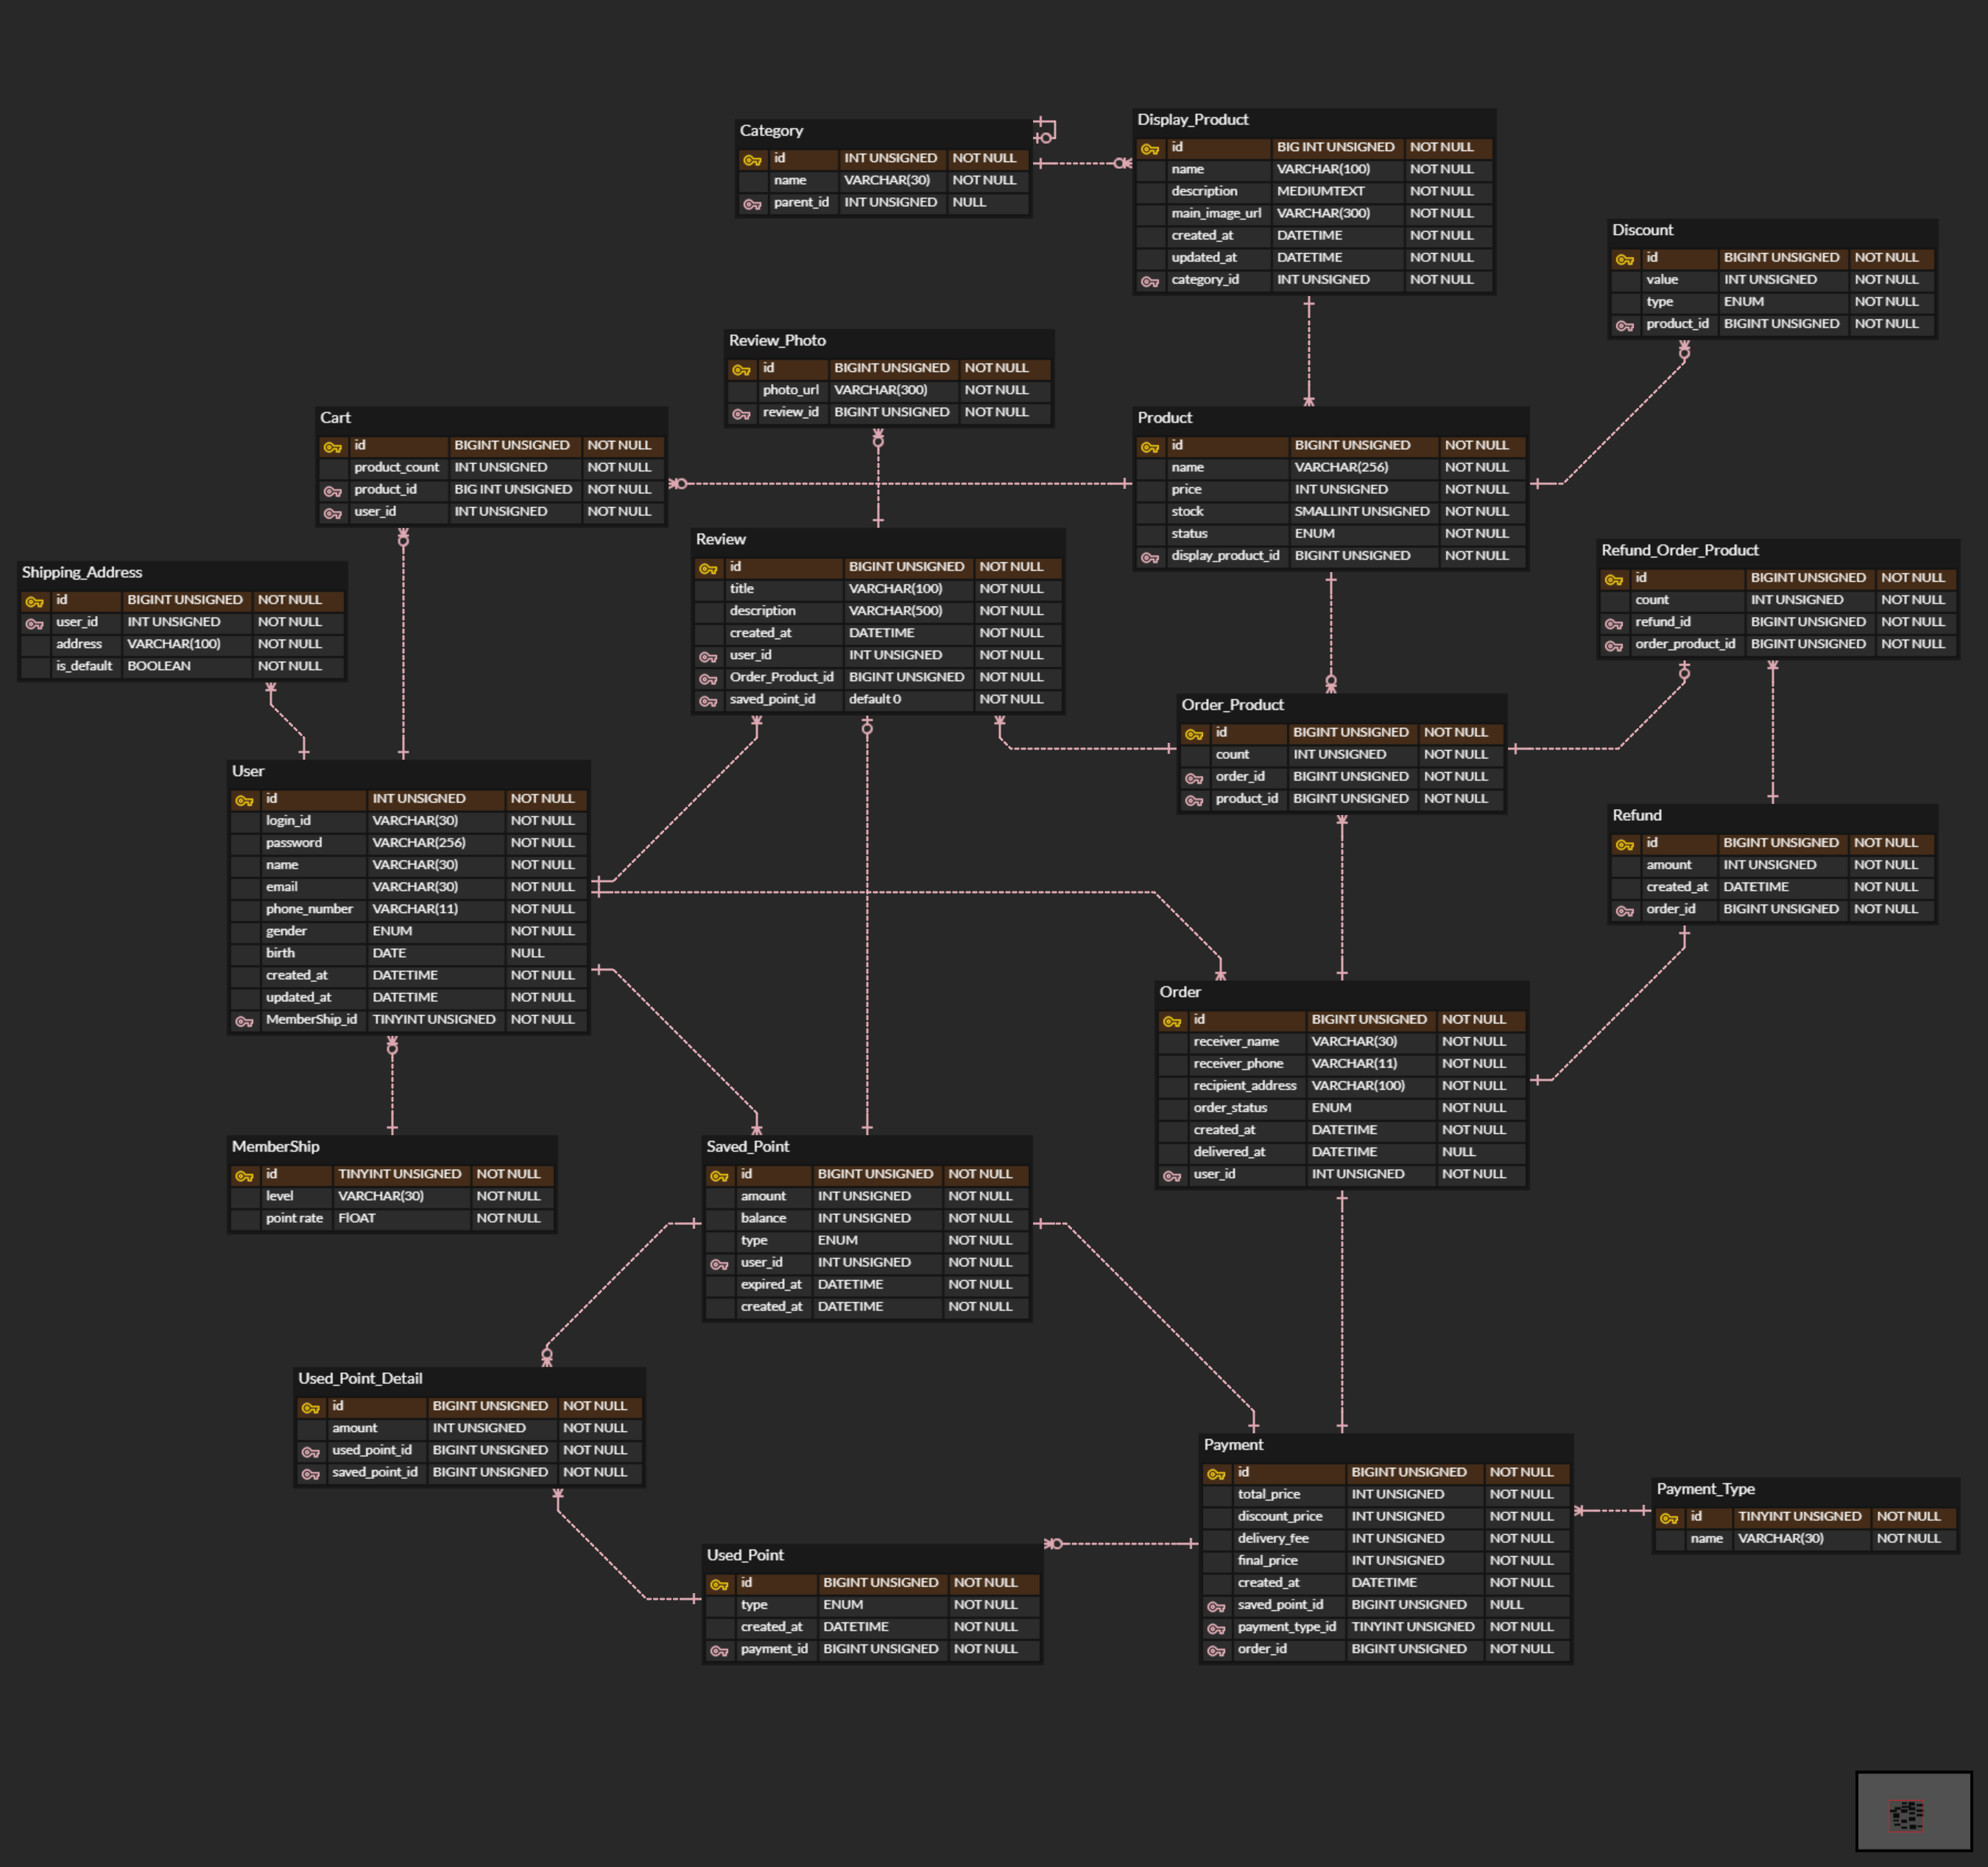 Category
id INT UNSIGNED NOT NULL
name VARCHAR(30) NOT NULL
parent_id INT UNSIGNED NULL
Display_Product
id BIG INT UNSIGNED NOT NULL
name VARCHAR(100) NOT NULL
description MEDIUMTEXT NOT NULL
main_image_url VARCHAR(300) NOT NULL
created_at DATETIME NOT NULL
updated_at DATETIME NOT NULL
category_id INT UNSIGNED NOT NULL
Discount
id BIGINT UNSIGNED NOT NULL
value INT UNSIGNED NOT NULL
type ENUM NOT NULL
product_id BIGINT UNSIGNED NOT NULL
Review_Photo
id BIGINT UNSIGNED NOT NULL
photo_url VARCHAR(300) NOT NULL
review_id BIGINT UNSIGNED NOT NULL
Cart
id BIGINT UNSIGNED NOT NULL
product_count INT UNSIGNED NOT NULL
product_id BIG INT UNSIGNED NOT NULL
user_id INT UNSIGNED NOT NULL
Product
id BIGINT UNSIGNED NOT NULL
name VARCHAR(256) NOT NULL
price INT UNSIGNED NOT NULL
stock SMALLINT UNSIGNED NOT NULL
status ENUM NOT NULL
display_product_id BIGINT UNSIGNED NOT NULL
Review
id BIGINT UNSIGNED NOT NULL
title VARCHAR(100) NOT NULL
description VARCHAR(500) NOT NULL
created_at DATETIME NOT NULL
user_id INT UNSIGNED NOT NULL
Order_Product_id BIGINT UNSIGNED NOT NULL
saved_point_id default 0 NOT NULL
Refund_Order_Product
id BIGINT UNSIGNED NOT NULL
count INT UNSIGNED NOT NULL
refund_id BIGINT UNSIGNED NOT NULL
order_product_id BIGINT UNSIGNED NOT NULL
Shipping_Address
id BIGINT UNSIGNED NOT NULL
user_id INT UNSIGNED NOT NULL
address VARCHAR(100) NOT NULL
is_default BOOLEAN NOT NULL
Order_Product
id BIGINT UNSIGNED NOT NULL
count INT UNSIGNED NOT NULL
order_id BIGINT UNSIGNED NOT NULL
product_id BIGINT UNSIGNED NOT NULL
User
id INT UNSIGNED NOT NULL
login_id VARCHAR(30) NOT NULL
password VARCHAR(256) NOT NULL
name VARCHAR(30) NOT NULL
email VARCHAR(30) NOT NULL
phone_number VARCHAR(11) NOT NULL
gender ENUM NOT NULL
birth DATE NULL
created_at DATETIME NOT NULL
updated_at DATETIME NOT NULL
MemberShip_id TINYINT UNSIGNED NOT NULL
Refund
id BIGINT UNSIGNED NOT NULL
amount INT UNSIGNED NOT NULL
created_at DATETIME NOT NULL
order_id BIGINT UNSIGNED NOT NULL
Order
id BIGINT UNSIGNED NOT NULL
receiver_name VARCHAR(30) NOT NULL
receiver_phone VARCHAR(11) NOT NULL
recipient_address VARCHAR(100) NOT NULL
order_status ENUM NOT NULL
created_at DATETIME NOT NULL
delivered_at DATETIME NULL
user_id INT UNSIGNED NOT NULL
MemberShip
id TINYINT UNSIGNED NOT NULL
level VARCHAR(30) NOT NULL
point rate FlOAT NOT NULL
Saved_Point
id BIGINT UNSIGNED NOT NULL
amount INT UNSIGNED NOT NULL
balance INT UNSIGNED NOT NULL
type ENUM NOT NULL
user_id INT UNSIGNED NOT NULL
expired_at DATETIME NOT NULL
created_at DATETIME NOT NULL
Used_Point_Detail
id BIGINT UNSIGNED NOT NULL
amount INT UNSIGNED NOT NULL
used_point_id BIGINT UNSIGNED NOT NULL
saved_point_id BIGINT UNSIGNED NOT NULL
Payment
id BIGINT UNSIGNED NOT NULL
total_price INT UNSIGNED NOT NULL
discount_price INT UNSIGNED NOT NULL
delivery_fee INT UNSIGNED NOT NULL
final_price INT UNSIGNED NOT NULL
created_at DATETIME NOT NULL
saved_point_id BIGINT UNSIGNED NULL
payment_type_id TINYINT UNSIGNED NOT NULL
order_id BIGINT UNSIGNED NOT NULL
Payment_Type
id TINYINT UNSIGNED NOT NULL
name VARCHAR(30) NOT NULL
Used_Point
id BIGINT UNSIGNED NOT NULL
type ENUM NOT NULL
created_at DATETIME NOT NULL
payment_id BIGINT UNSIGNED NOT NULL